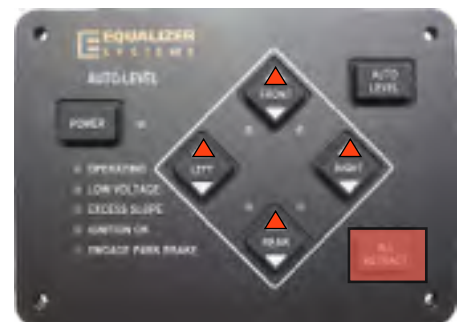 EQUALIZER
SYSTEMS
AUTO-LEVEL
POWER
FRONT
AUTO
LEVEL
LEFT
RIGHT
REAR
ALL
RETRACT
OPERATING
LOW VOLTAGE
EXCESS SLOPE
IGNITION OK
ENGAGE PARK BRAKE